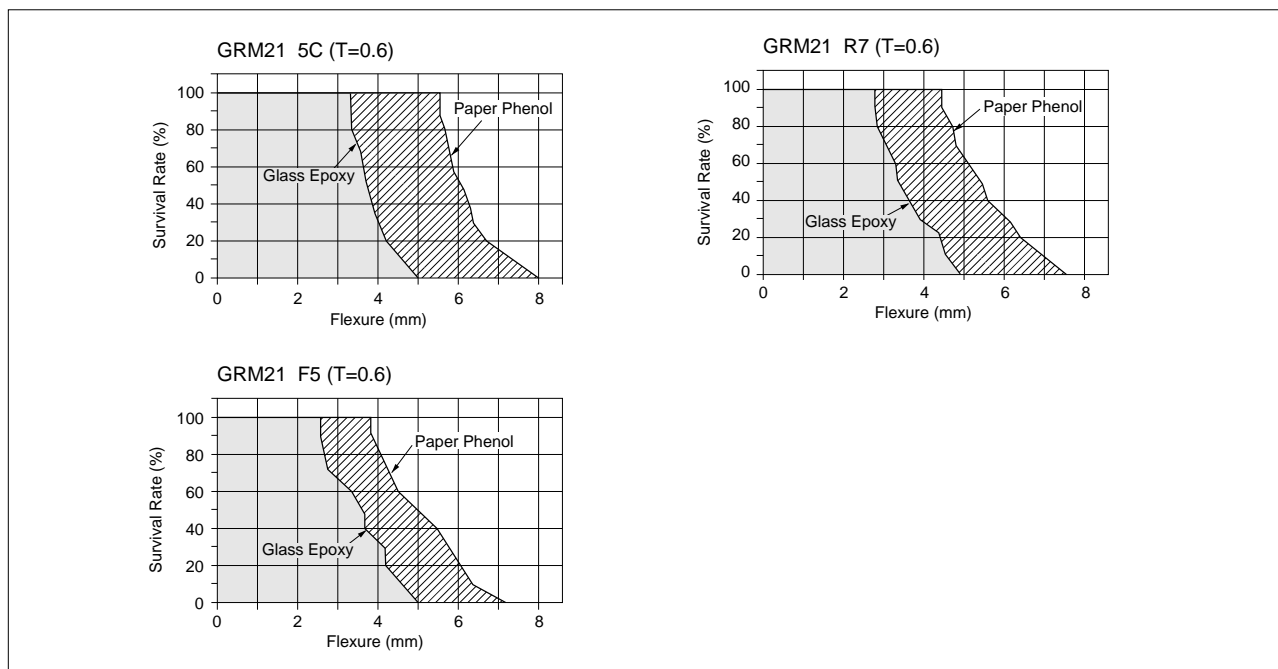 GRM21 5C (T=0.6)
100
80
60
40
20
0
Survival Rate (%)
Paper Phenol
Glass Epoxy
0 2 4 6 8
Flexure (mm)
GRM21 R7 (T=0.6)
100
80
60
40
20
0
Survival Rate (%)
Paper Phenol
Glass Epoxy
0 2 4 6 8
Flexure (mm)
GRM21 F5 (T=0.6)
100
80
60
40
20
0
Survival Rate (%)
Paper Phenol
Glass Epoxy
0 2 4 6 8
Flexure (mm)